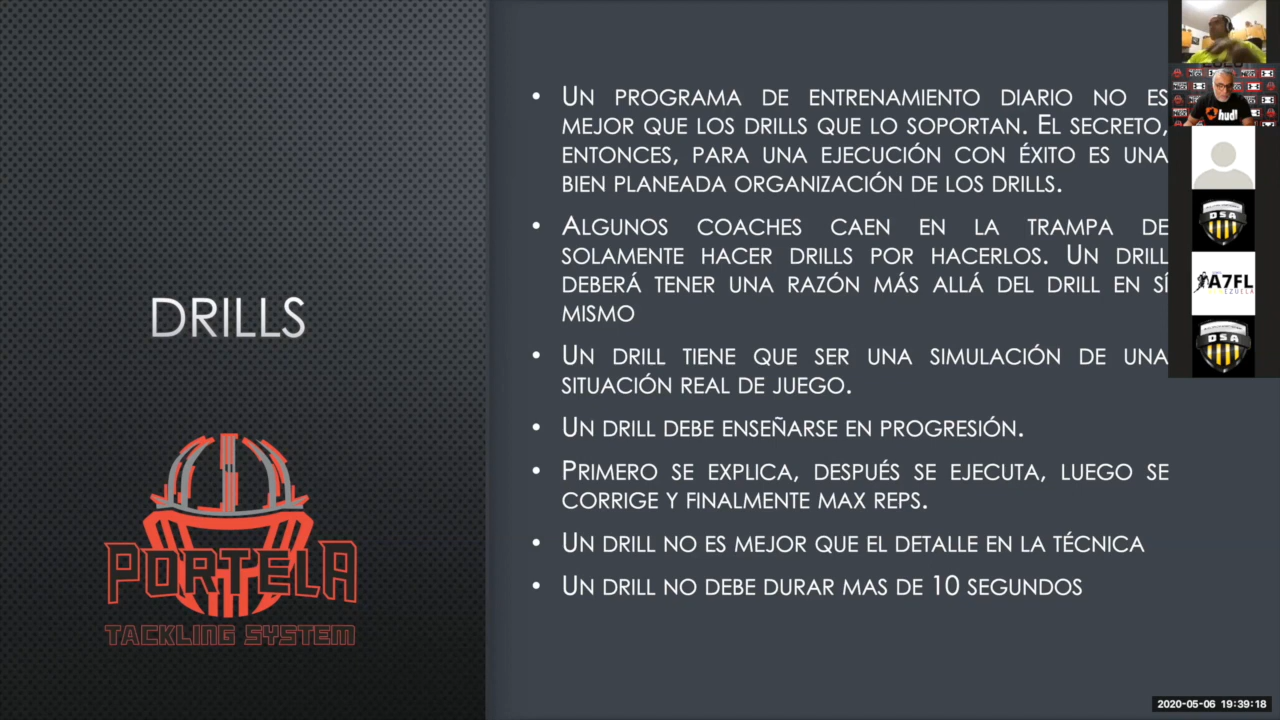 DRILLS
PORTELA
TACKLING SYSTEM
• UN PROGRAMA DE ENTRENAMIENTO DIARIO NO ES
MEJOR QUE LOS DRILLS QUE LO SOPORTAN. EL SECRETO,
ENTONCES, PARA UNA EJECUCIÓN CON ÉXITO ES UNA
BIEN PLANEADA ORGANIZACIÓN DE LOS DRILLS.
• ALGUNOS COACHES CAEN EN LA TRAMPA DE
SOLAMENTE HACER DRILLS POR HACERLOS. UN DRILL
DEBERÁ TENER UNA RAZÓN MÁS ALLÁ DEL DRILL EN SÍ
MISMO
• UN DRILL TIENE QUE SER UNA SIMULACIÓN DE UNA
SITUACIÓN REAL DE JUEGO.
• UN DRILL DEBE ENSEÑARSE EN PROGRESIÓN.
• PRIMERO SE EXPLICA, DESPUÉS SE EJECUTA, LUEGO SE
CORRIGE Y FINALMENTE MAX REPS.
• UN DRILL NO ES MEJOR QUE EL DETALLE EN LA TÉCNICA
• UN DRILL NO DEBE DURAR MAS DE 10 SEGUNDOS
hudl
DSA
A7FL
DSA
2020-05-06 19:39:18